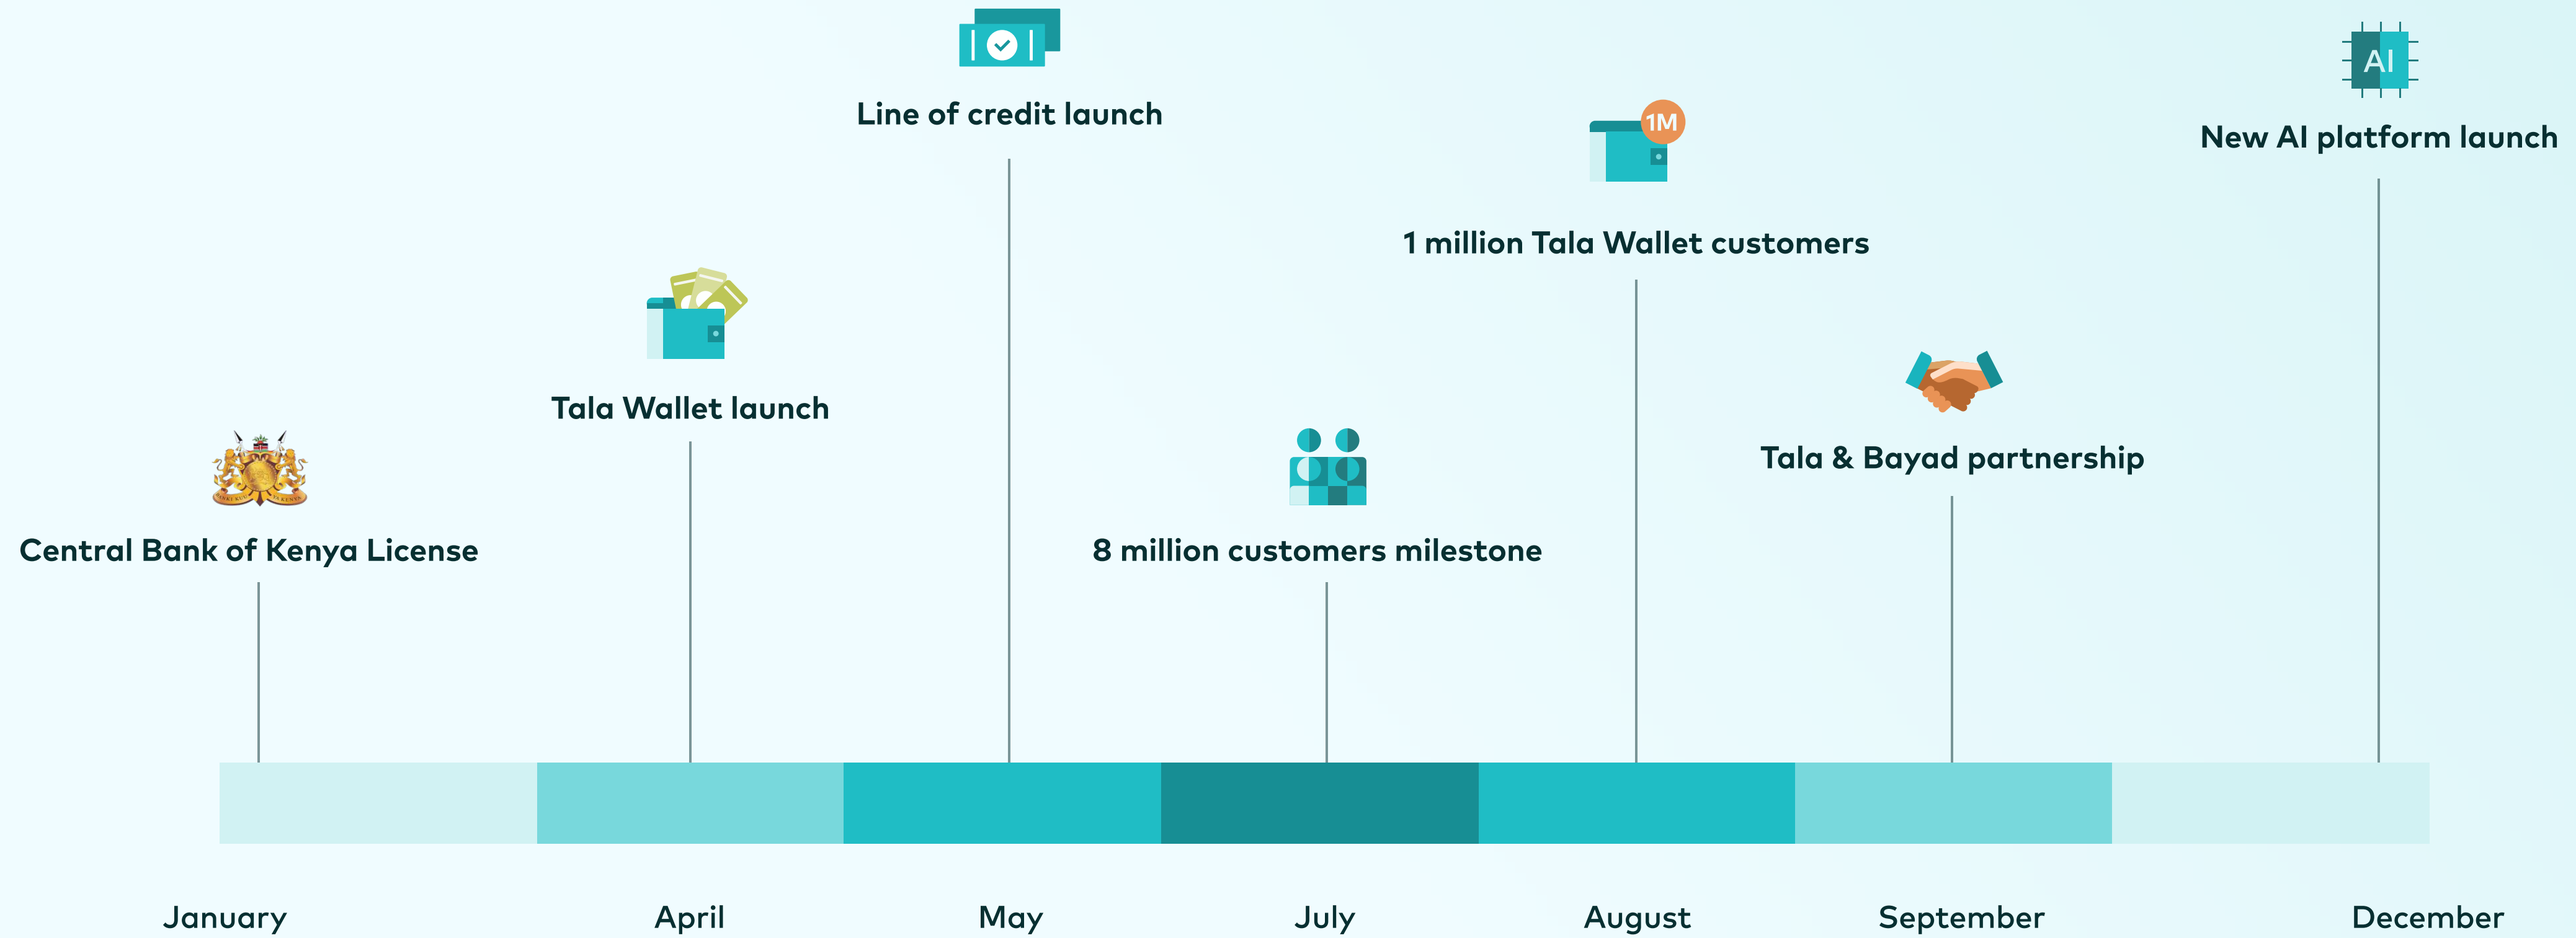 Line of credit launch
AI
New AI platform launch
1M
1 million Tala Wallet customers
Tala Wallet launch
Tala & Bayad partnership
Central Bank of Kenya License
8 million customers milestone
January
April
May
July
August
September
December